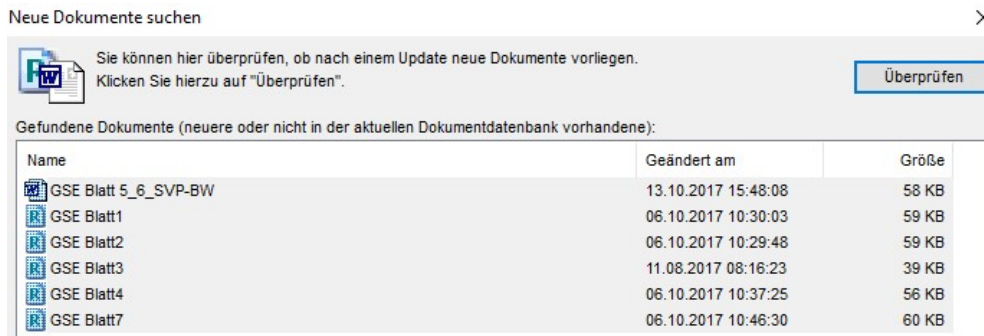 Neue Dokumente suchen
Sie können hier überprüfen, ob nach einem Update neue Dokumente vorliegen.
Klicken Sie hierzu auf "Überprüfen".
Überprüfen
Gefundene Dokumente (neuere oder nicht in der aktuellen Dokumentdatenbank vorhandene):
Name Geändert am Größe
GSE Blatt 5_6_SVP-BW 13.10.2017 15:48:08 58 KB
GSE Blatt1 06.10.2017 10:30:03 59 KB
GSE Blatt2 06.10.2017 10:29:48 59 KB
GSE Blatt3 11.08.2017 08:16:23 39 KB
GSE Blatt4 06.10.2017 10:37:25 56 KB
GSE Blatt7 06.10.2017 10:46:30 60 KB